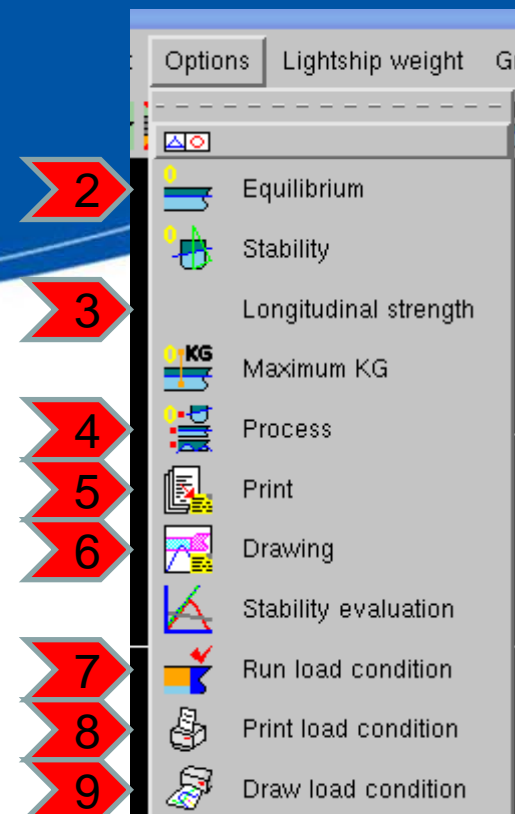 Options Lightship weight
2 Equilibrium
Stability
3 Longitudinal strength
KG Maximum KG
4 Process
5 Print
6 Drawing
Stability evaluation
7 Run load condition
8 Print load condition
9 Draw load condition